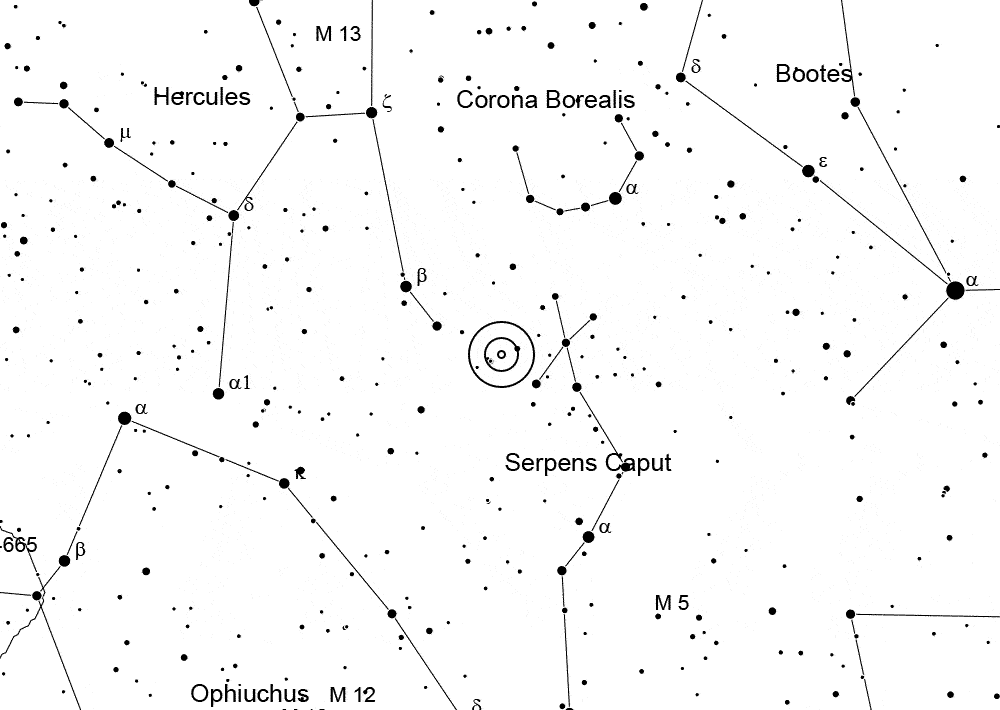 M 13
δ
Bootes
Hercules
ζ
Corona Borealis
μ
ε
α
δ
β
α
α1
α
Serpens Caput
κ
α
665
β
M 5
Ophiuchus
M 12
δ